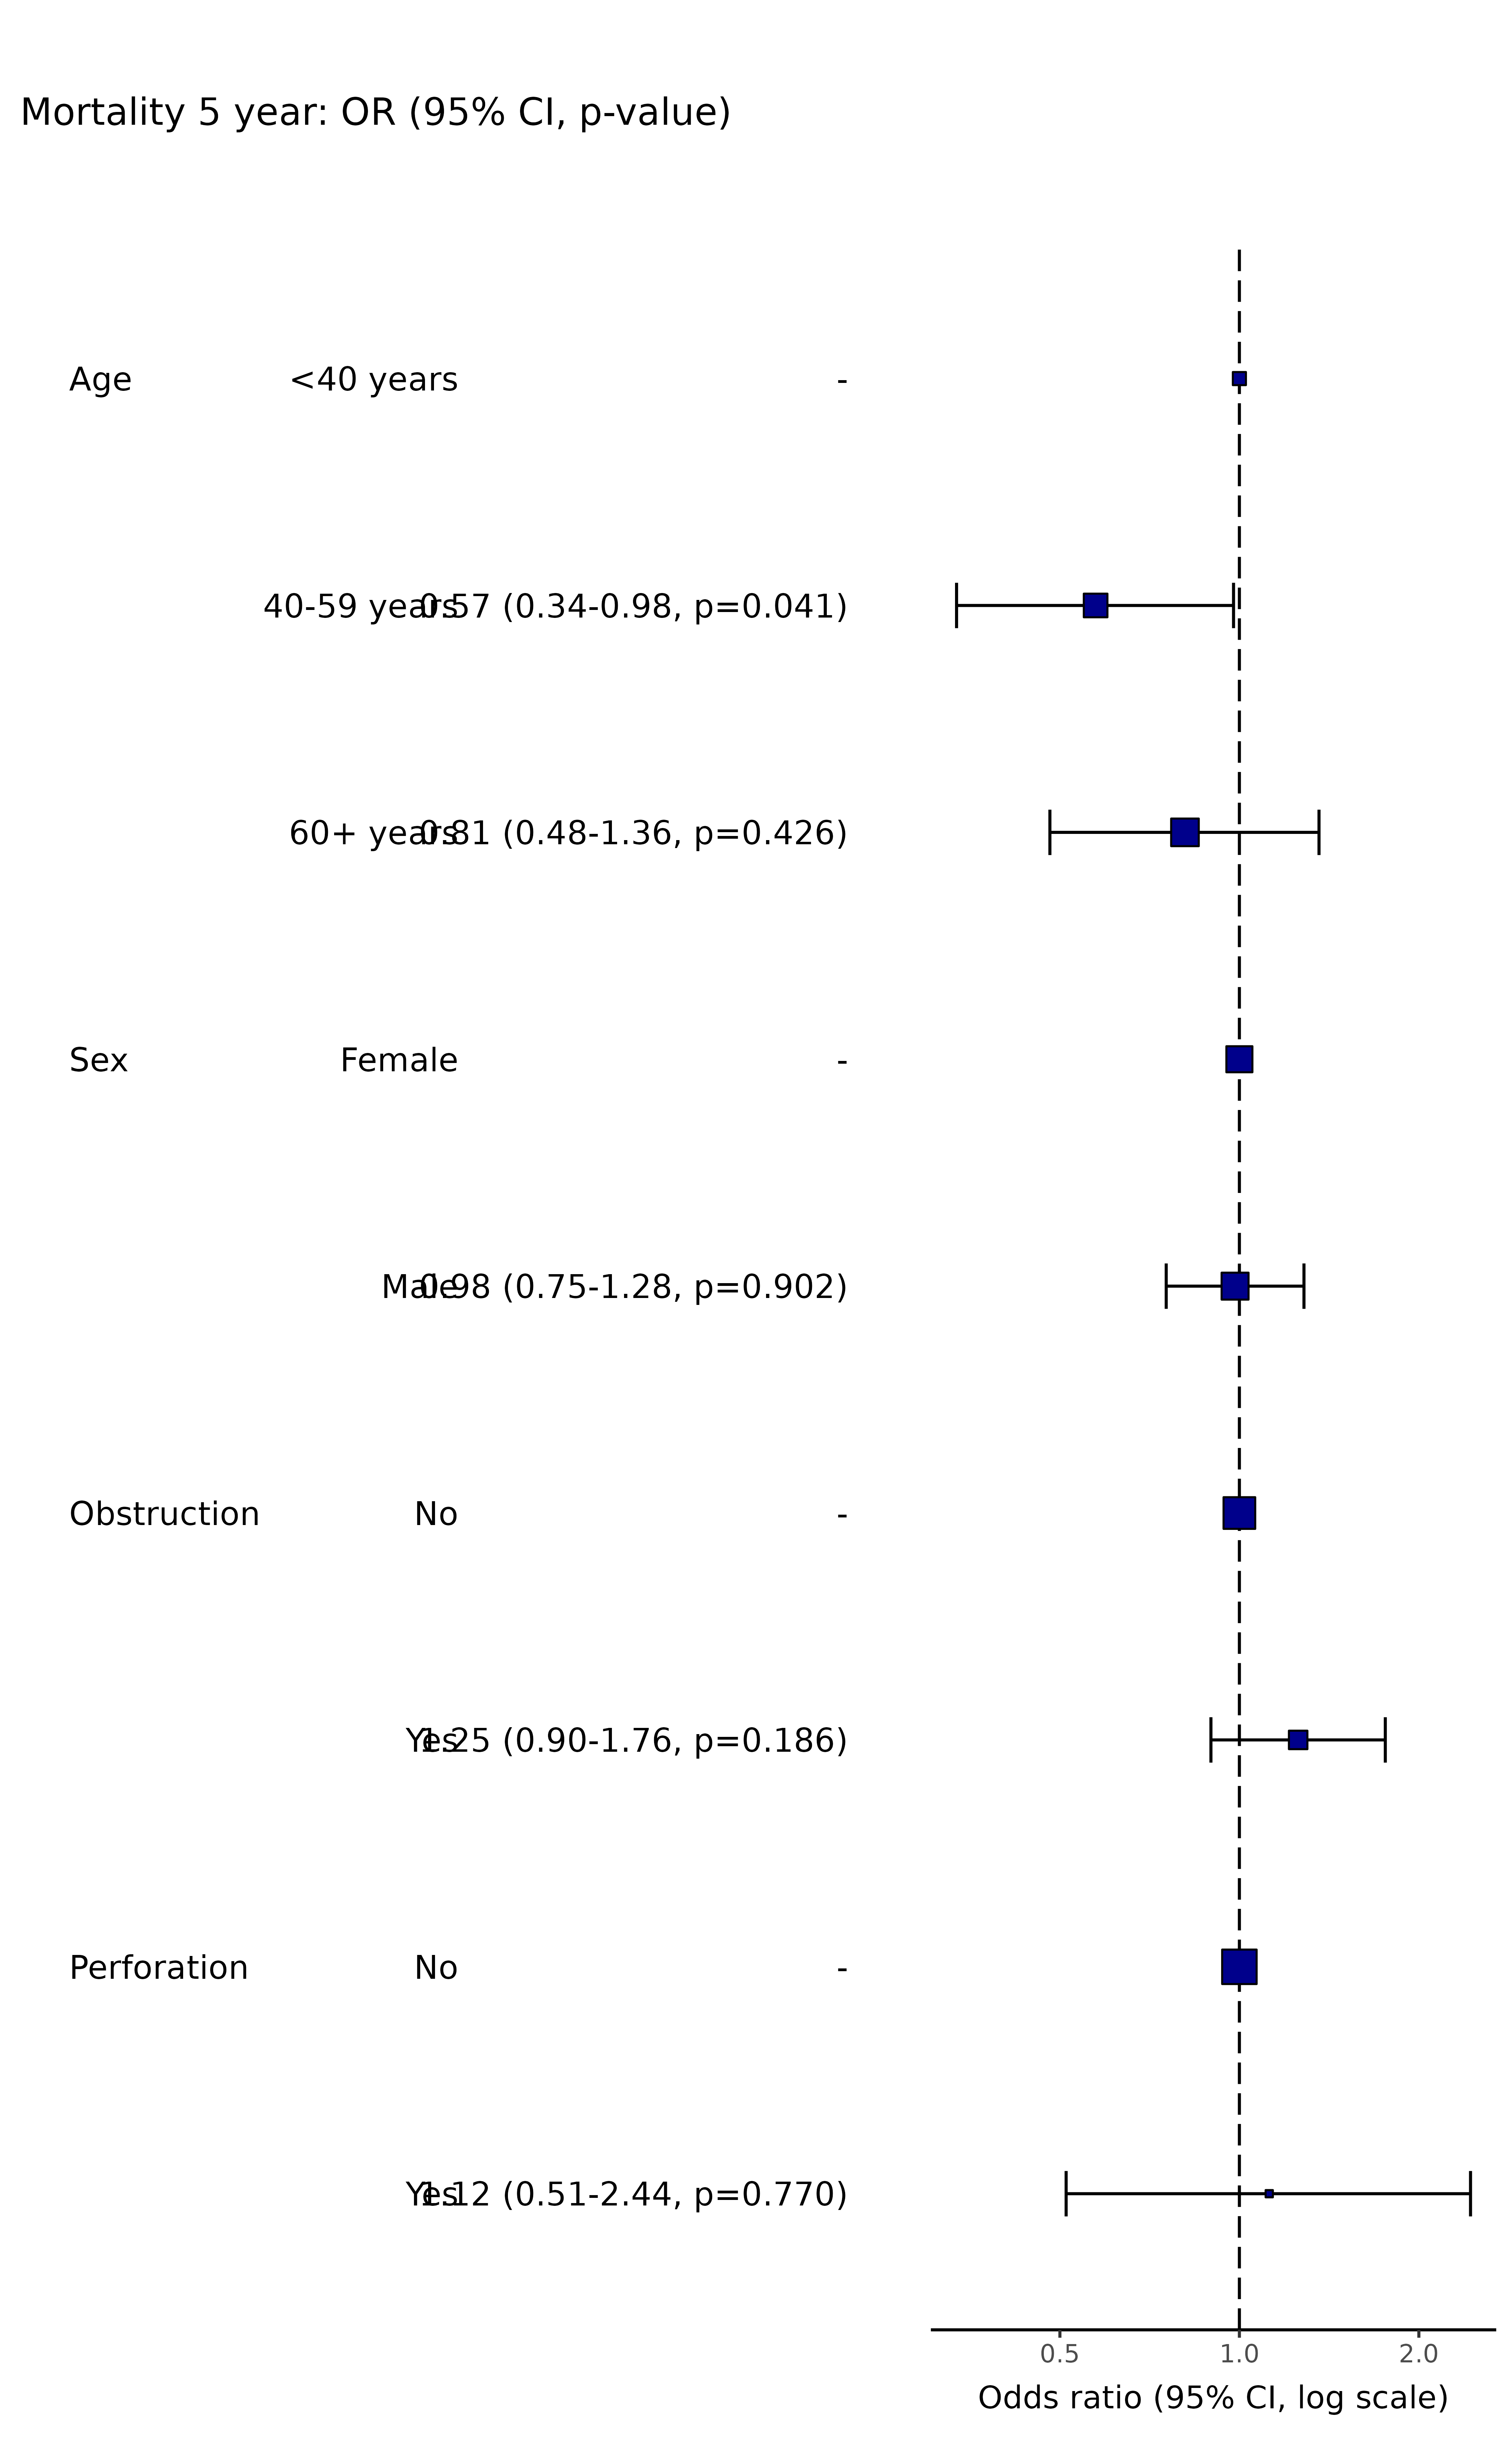 Mortality 5 year: OR (95% CI, p-value)
Age <40 years -
40-59 years 0.57 (0.34-0.98, p=0.041)
60+ years 0.81 (0.48-1.36, p=0.426)
Sex Female -
Male 0.98 (0.75-1.28, p=0.902)
Obstruction No -
Yes 1.25 (0.90-1.76, p=0.186)
Perforation No -
Yes 1.12 (0.51-2.44, p=0.770)
0.5 1.0 2.0
Odds ratio (95% CI, log scale)